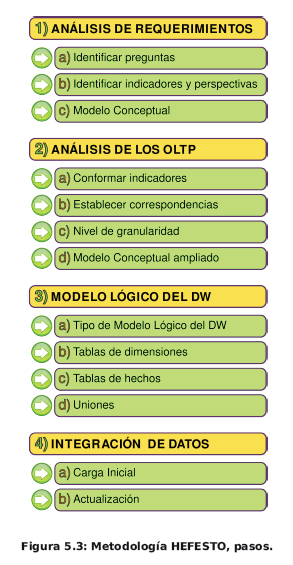 1) ANÁLISIS DE REQUERIMIENTOS
a) Identificar preguntas
b) Identificar indicadores y perspectivas
c) Modelo Conceptual
2) ANÁLISIS DE LOS OLTP
a) Conformar indicadores
b) Establecer correspondencias
c) Nivel de granularidad
d) Modelo Conceptual ampliado
3) MODELO LÓGICO DEL DW
a) Tipo de Modelo Lógico del DW
b) Tablas de dimensiones
c) Tablas de hechos
d) Uniones
4) INTEGRACIÓN DE DATOS
a) Carga Inicial
b) Actualización
Figura 5.3: Metodología HEFESTO, pasos.